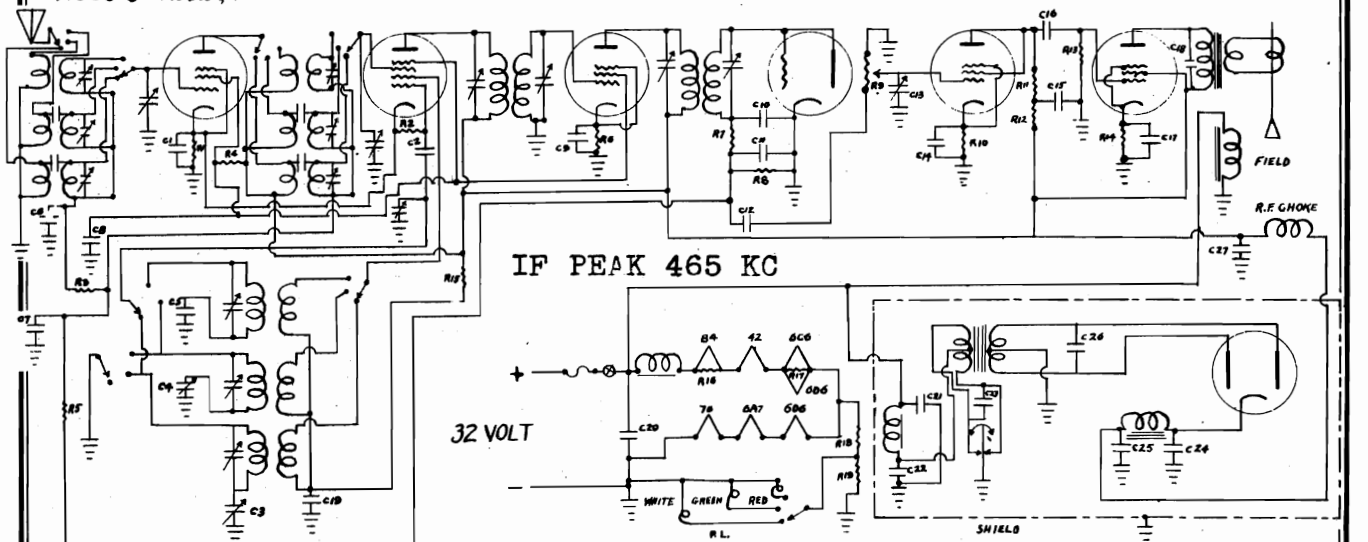 C16
R13
C18
R9
C13
R11
C15
C10
R7
C11
R8
R12
C1
R4
R2
C2
C9
R6
C14
R10
R14
C17
FIELD
C12
R.F. CHOKE
C8
C27
IF PEAK 465 KC
R15
R3
C7
C5
C4
R5
C3
C19
84
42
6C6
+
R16
R17
6D6
C26
C23
C21
76
6A7
6D6
32 VOLT
C20
R18
R19
C22
C25
C24
-
WHITE
GREEN
RED
P.L.
SHIELD